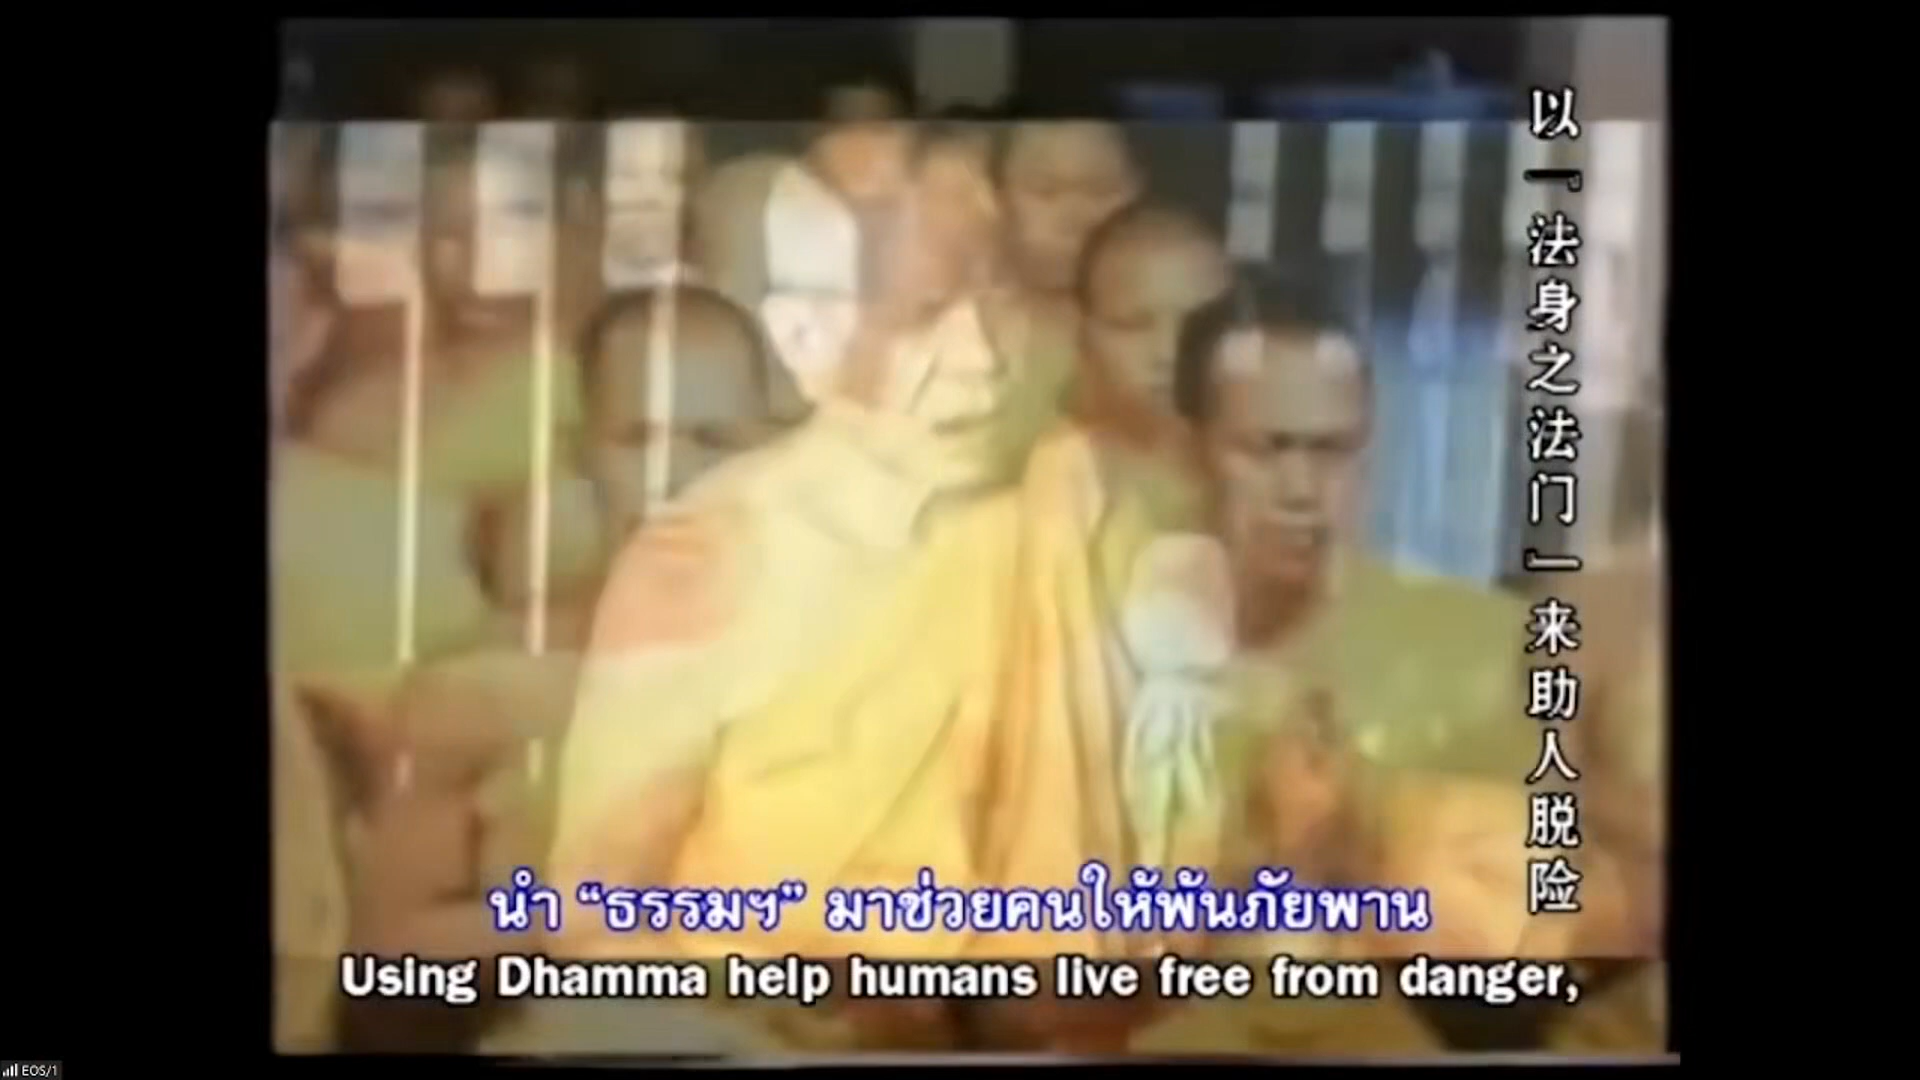 以「法身之法门」来助人脱险
นำ “ธรรมฯ” มาช่วยคนให้พ้นภัยพาน
Using Dhamma help humans live free from danger,
EOS/1